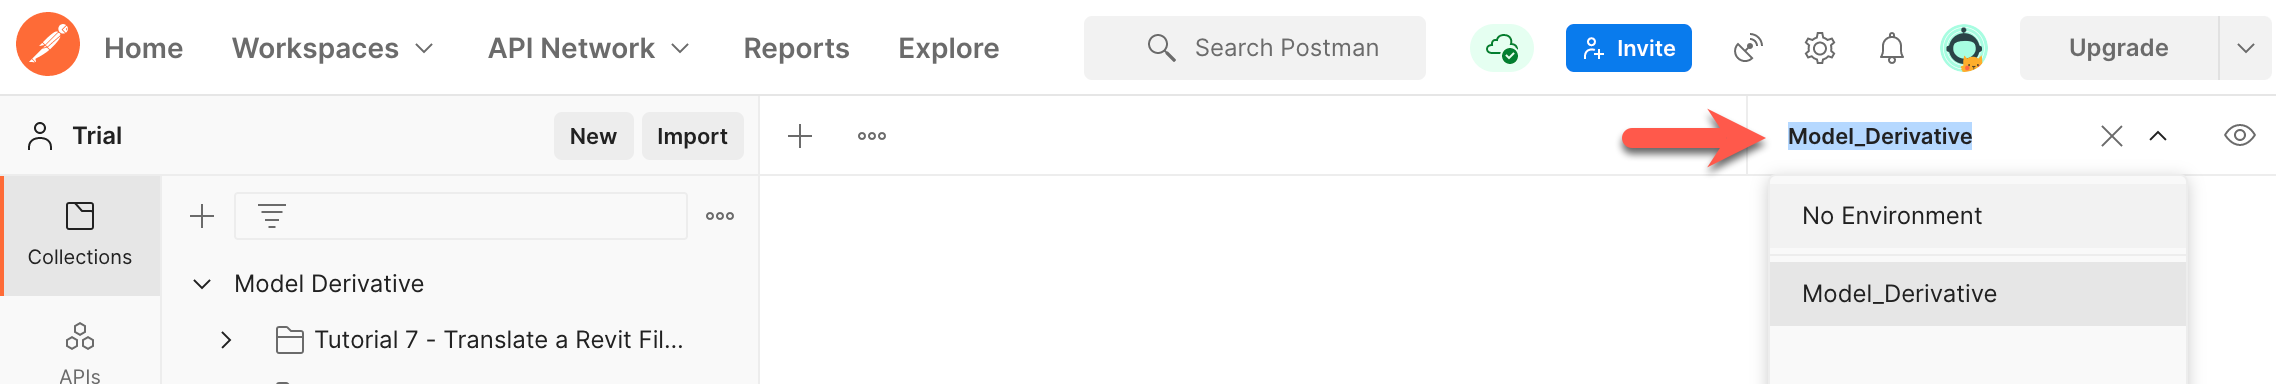 Home Workspaces API Network Reports Explore Search Postman Invite Upgrade
Trial New Import Model_Derivative
No Environment
Collections
Model Derivative Model_Derivative
Tutorial 7 - Translate a Revit Fil...
APIs